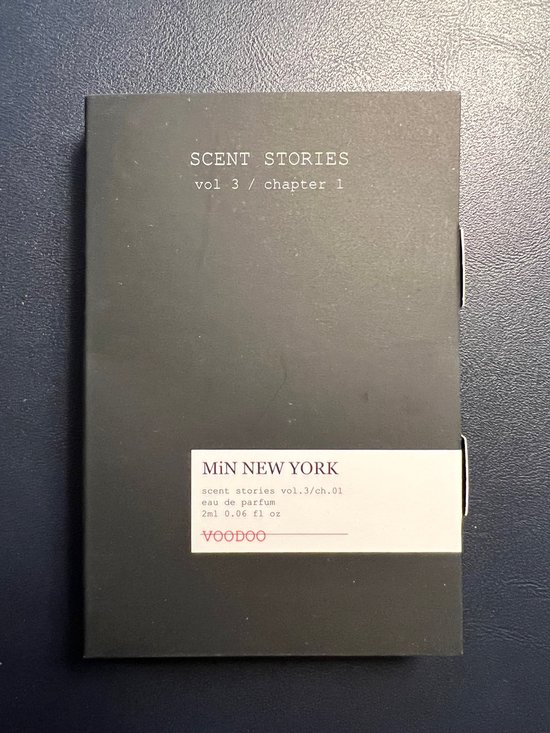 SCENT STORIES
vol 3 / chapter 1
MiN NEW YORK
scent stories vol.3/ch.01
eau de parfum
2ml 0.06 fl oz
VOODOO